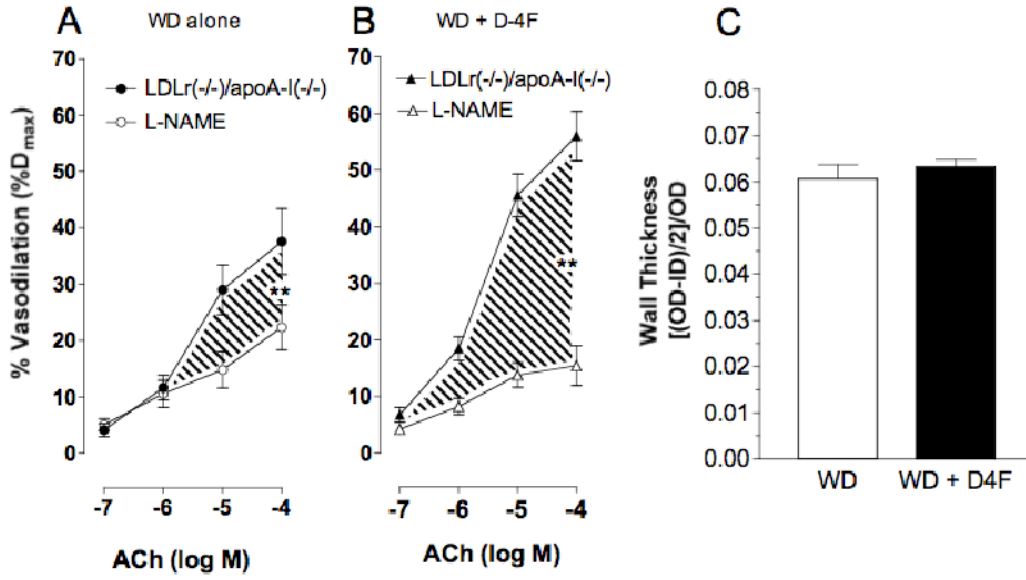 A
WD alone
% Vasodilation (%Dmax)
70
60
50
40
30
20
10
0
LDLr(-/-)/apoA-I(-/-)
L-NAME
**
-7
-6
-5
-4
ACh (log M)
B
WD + D-4F
70
60
50
40
30
20
10
0
LDLr(-/-)/apoA-I(-/-)
L-NAME
**
-7
-6
-5
-4
ACh (log M)
C
Wall Thickness
[(OD-ID)/2]/OD
0.08
0.07
0.06
0.05
0.04
0.03
0.02
0.01
0.00
WD
WD + D4F